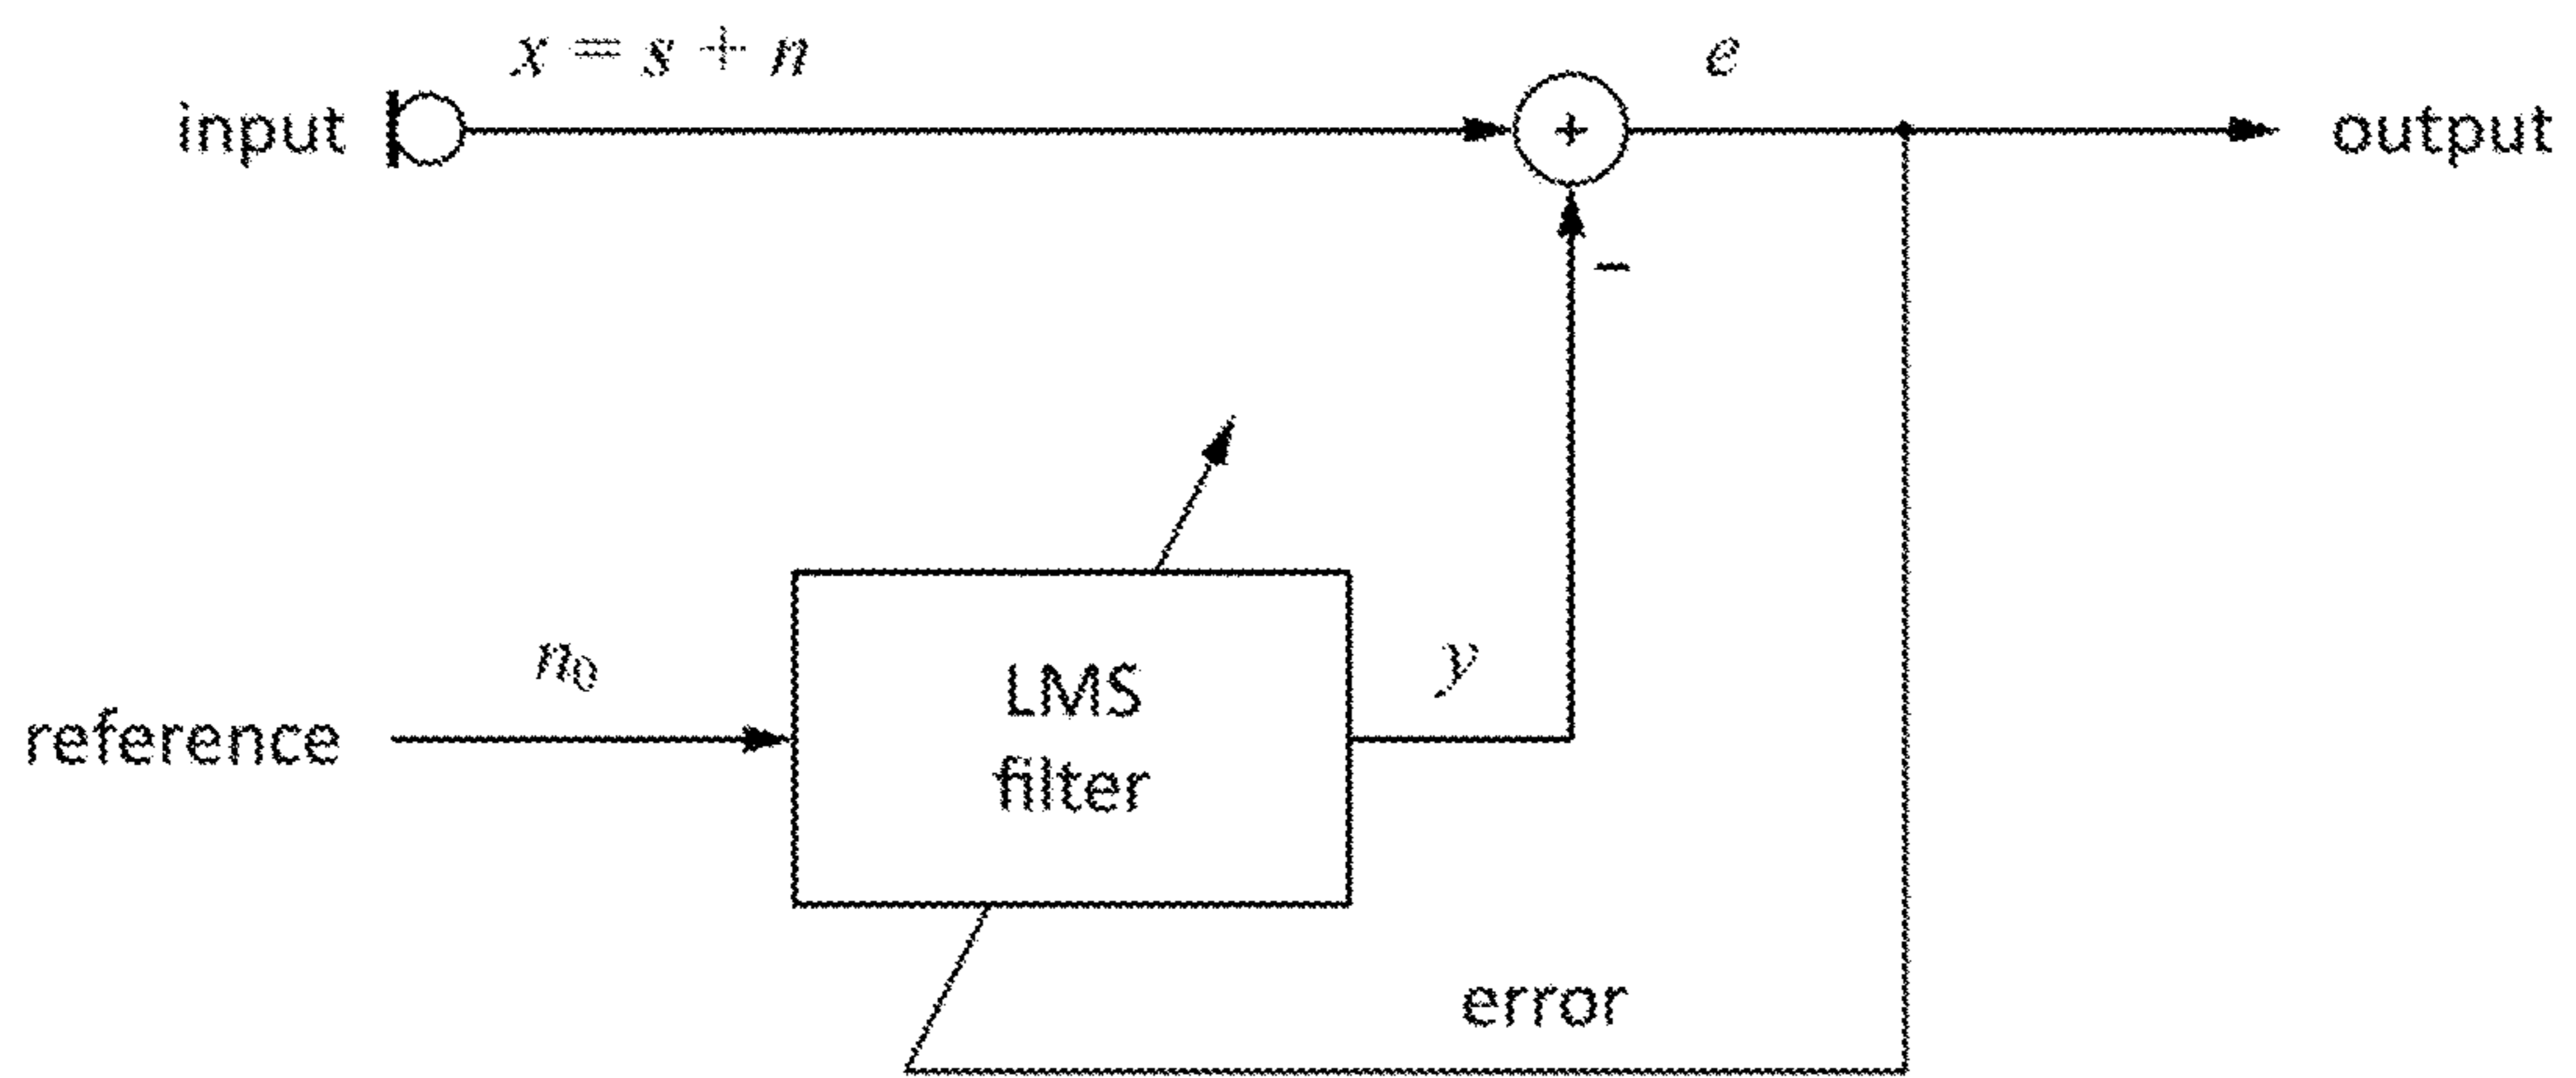 x = s + n
e
input
+
output
−
n₀
LMS
filter
y
reference
error